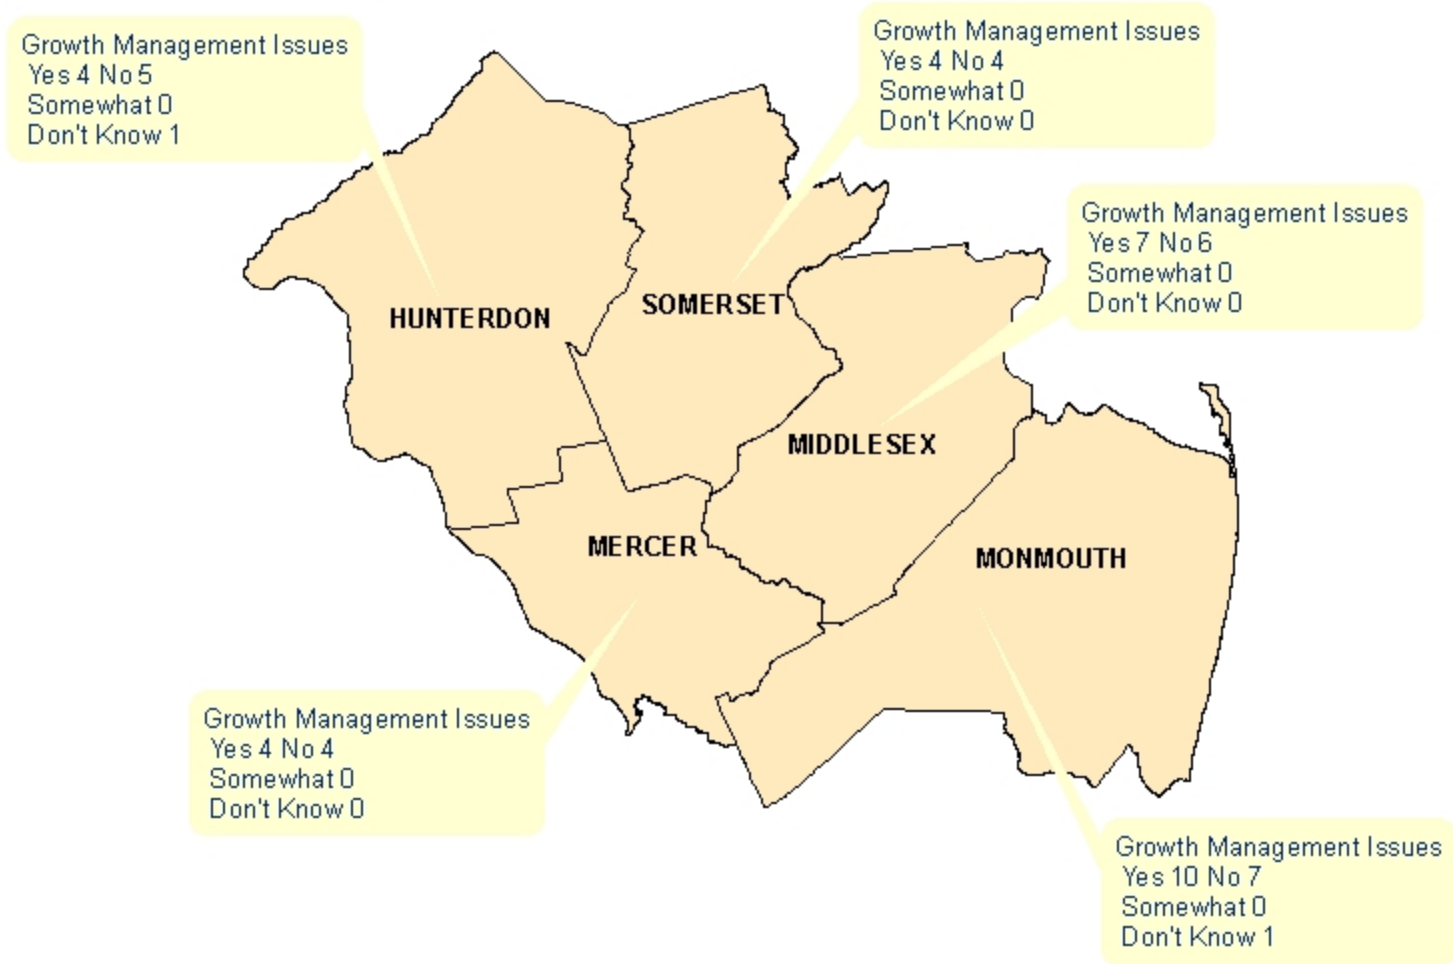 Growth Management Issues
Yes 4 No 5
Somewhat 0
Don't Know 1
Growth Management Issues
Yes 4 No 4
Somewhat 0
Don't Know 0
Growth Management Issues
Yes 7 No 6
Somewhat 0
Don't Know 0
HUNTERDON
SOMERSET
MIDDLESEX
MERCER
MONMOUTH
Growth Management Issues
Yes 4 No 4
Somewhat 0
Don't Know 0
Growth Management Issues
Yes 10 No 7
Somewhat 0
Don't Know 1